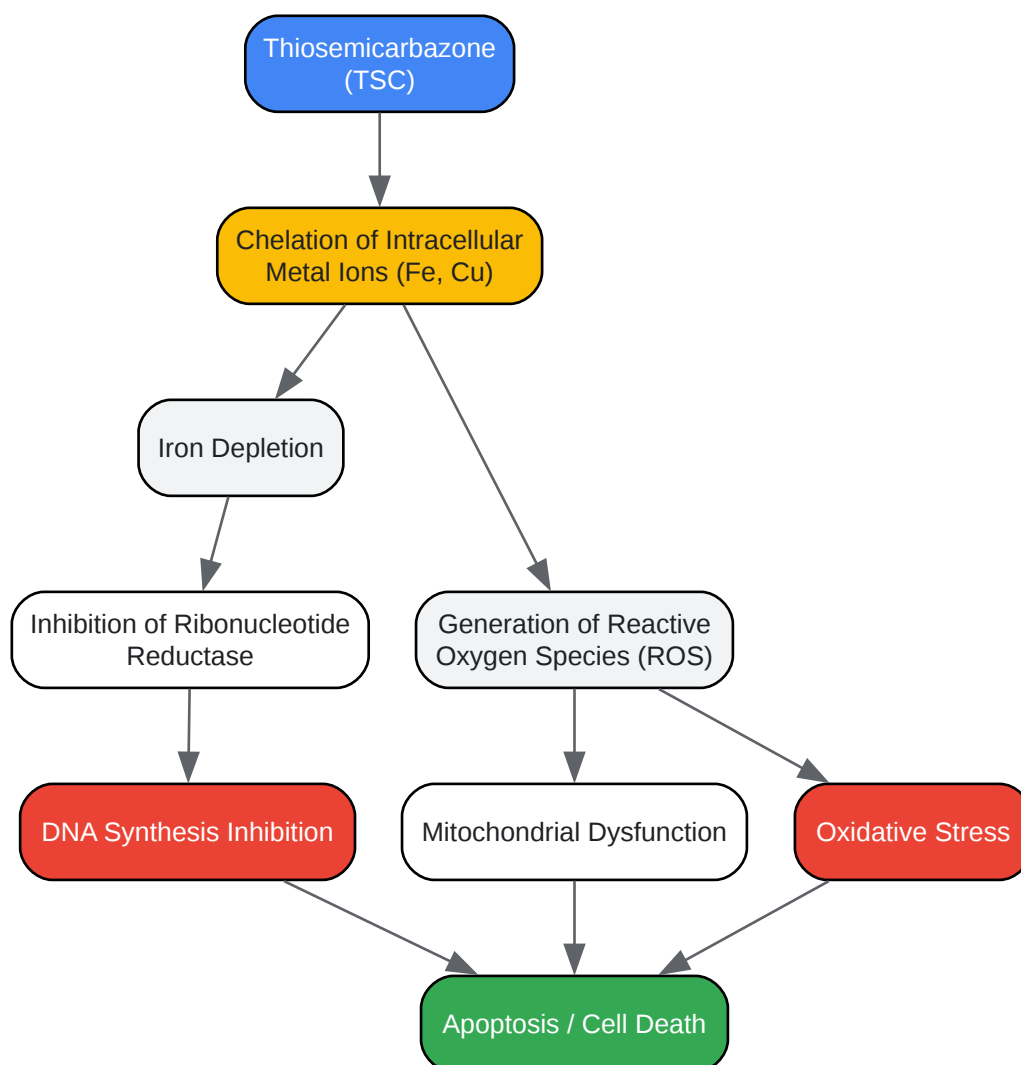 Thiosemicarbazone
(TSC)
Chelation of Intracellular
Metal Ions (Fe, Cu)
Iron Depletion
Inhibition of Ribonucleotide
Reductase
Generation of Reactive
Oxygen Species (ROS)
DNA Synthesis Inhibition
Mitochondrial Dysfunction
Oxidative Stress
Apoptosis / Cell Death